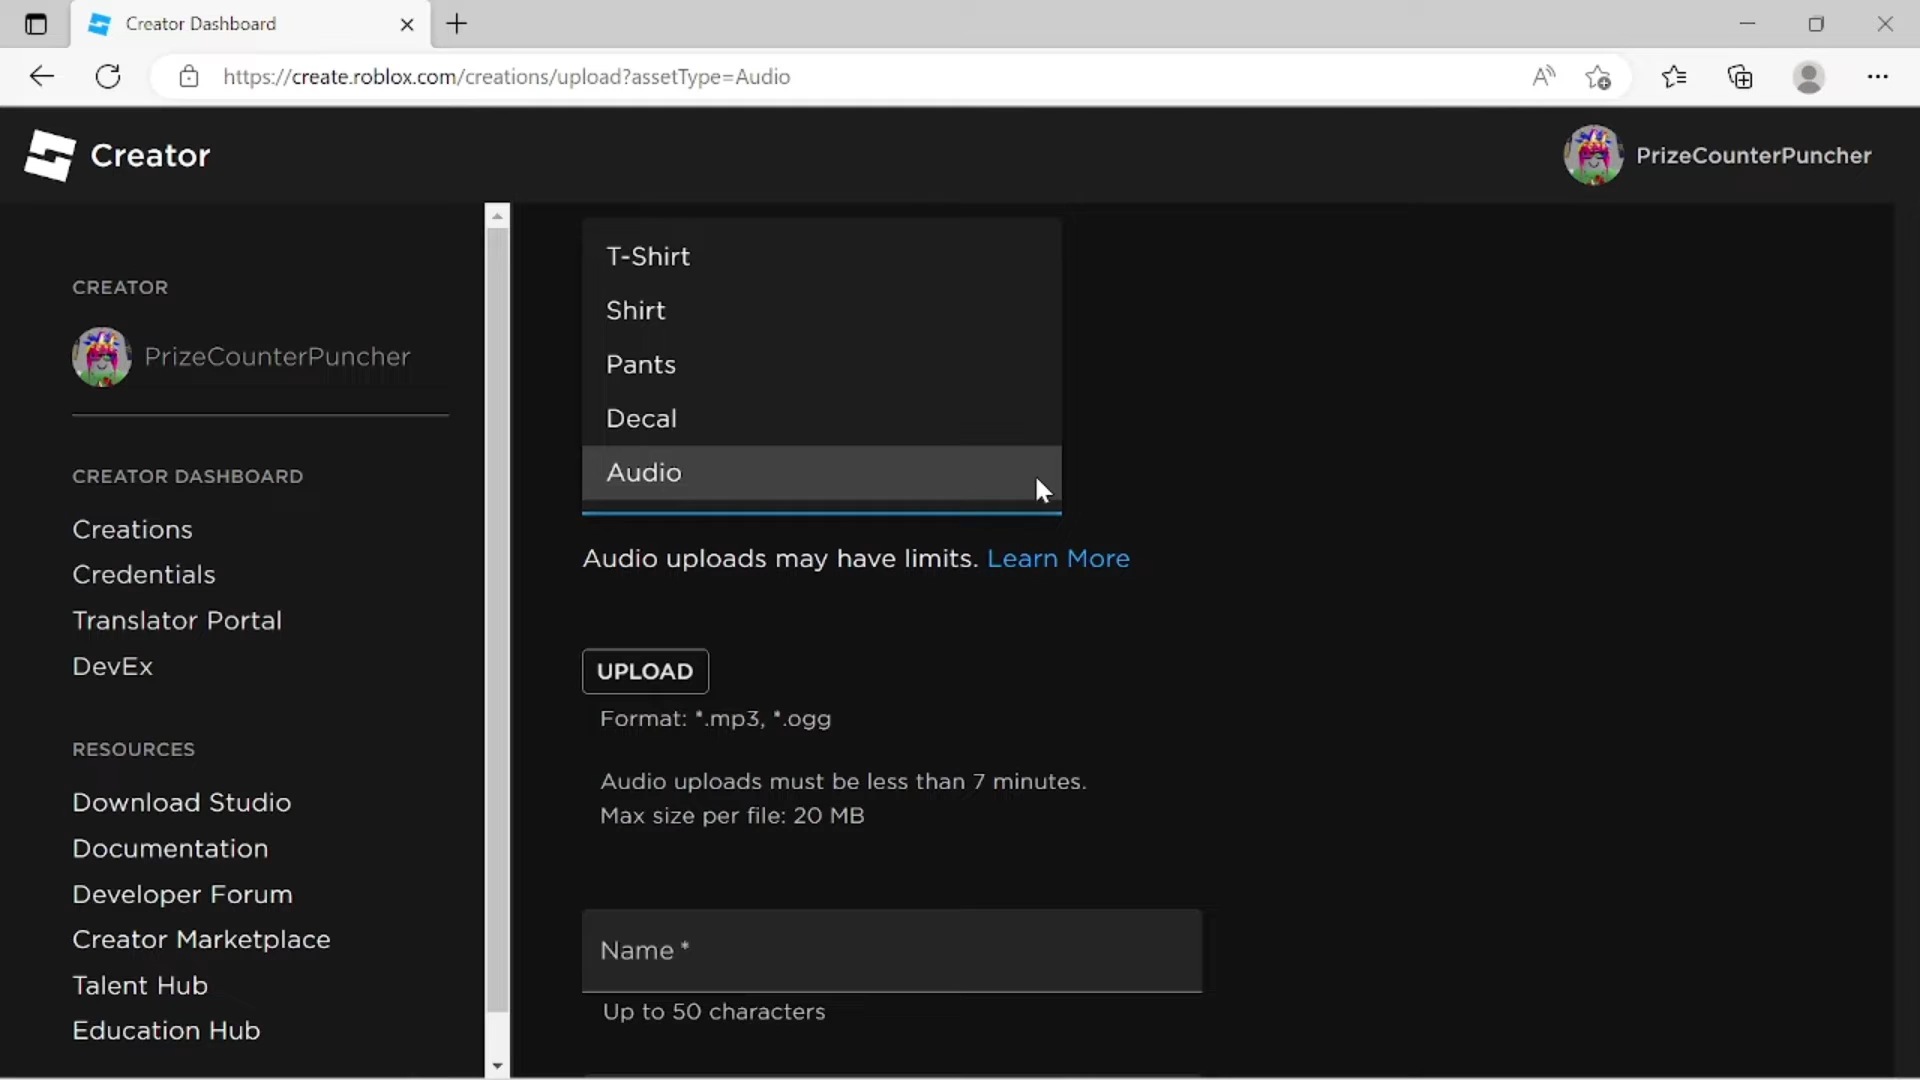 Creator Dashboard
https://create.roblox.com/creations/upload?assetType=Audio
Creator
PrizeCounterPuncher
CREATOR
PrizeCounterPuncher
CREATOR DASHBOARD
Creations
Credentials
Translator Portal
DevEx
RESOURCES
Download Studio
Documentation
Developer Forum
Creator Marketplace
Talent Hub
Education Hub
T-Shirt
Shirt
Pants
Decal
Audio
Audio uploads may have limits. Learn More
UPLOAD
Format: *.mp3, *.ogg
Audio uploads must be less than 7 minutes.
Max size per file: 20 MB
Name *
Up to 50 characters